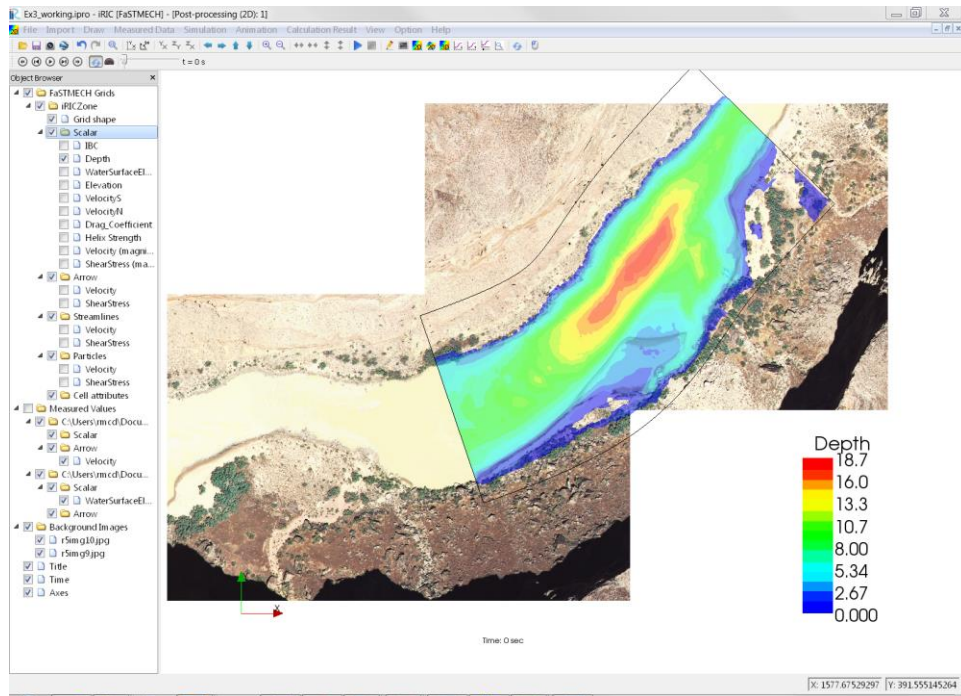 Ex3_working.ipro - iRIC [FaSTMECH] - [Post-processing (2D): 1]
File Import Draw Measured Data Simulation Animation Calculation Result View Option Help
t = 0 s
Object Browser
FaSTMECH Grids
iRICZone
Grid shape
Scalar
IBC
Depth
WaterSurfaceEl...
Elevation
VelocityS
VelocityN
Drag_Coefficient
Helix Strength
Velocity (magni...
ShearStress (ma...
Arrow
Velocity
ShearStress
Streamlines
Velocity
ShearStress
Particles
Velocity
ShearStress
Cell attributes
Measured Values
C:\Users\rmcd\Docu...
Scalar
Arrow
Velocity
C:\Users\rmcd\Docu...
Scalar
WaterSurfaceEl...
Arrow
Background Images
r5img10.jpg
r5img9.jpg
Title
Time
Axes
Depth
18.7
16.0
13.3
10.7
8.00
5.34
2.67
0.000
X
Time: 0 sec
X: 1577.67529297 Y: 391.555145264